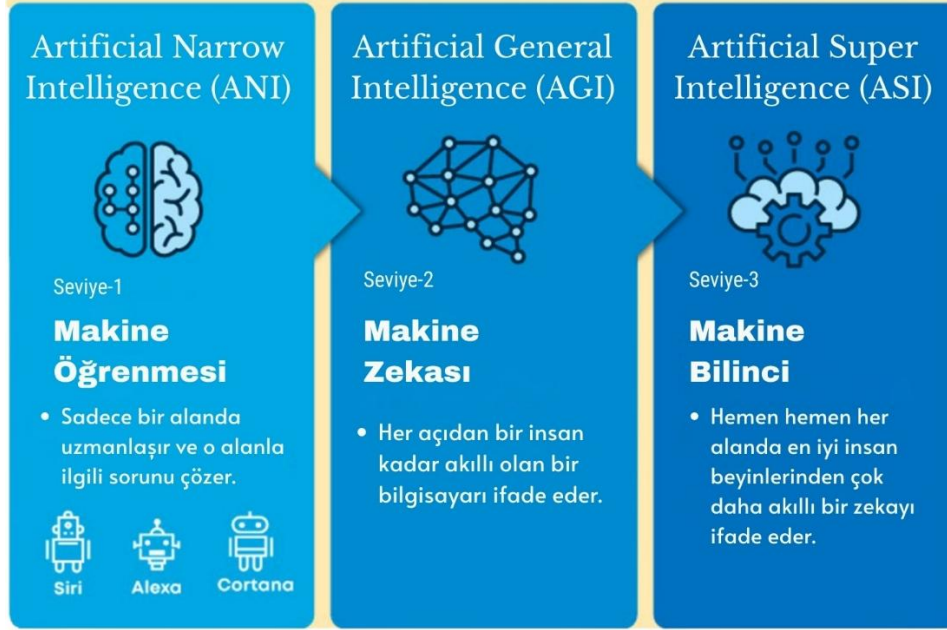 Artificial Narrow
Intelligence (ANI)
Seviye-1
Makine
Öğrenmesi
• Sadece bir alanda
uzmanlaşır ve o alanla
ilgili sorunu çözer.
Siri
Alexa
Cortana
Artificial General
Intelligence (AGI)
Seviye-2
Makine
Zekası
• Her açıdan bir insan
kadar akıllı olan bir
bilgisayarı ifade eder.
Artificial Super
Intelligence (ASI)
Seviye-3
Makine
Bilinci
• Hemen hemen her
alanda en iyi insan
beyinlerinden çok
daha akıllı bir zekayı
ifade eder.